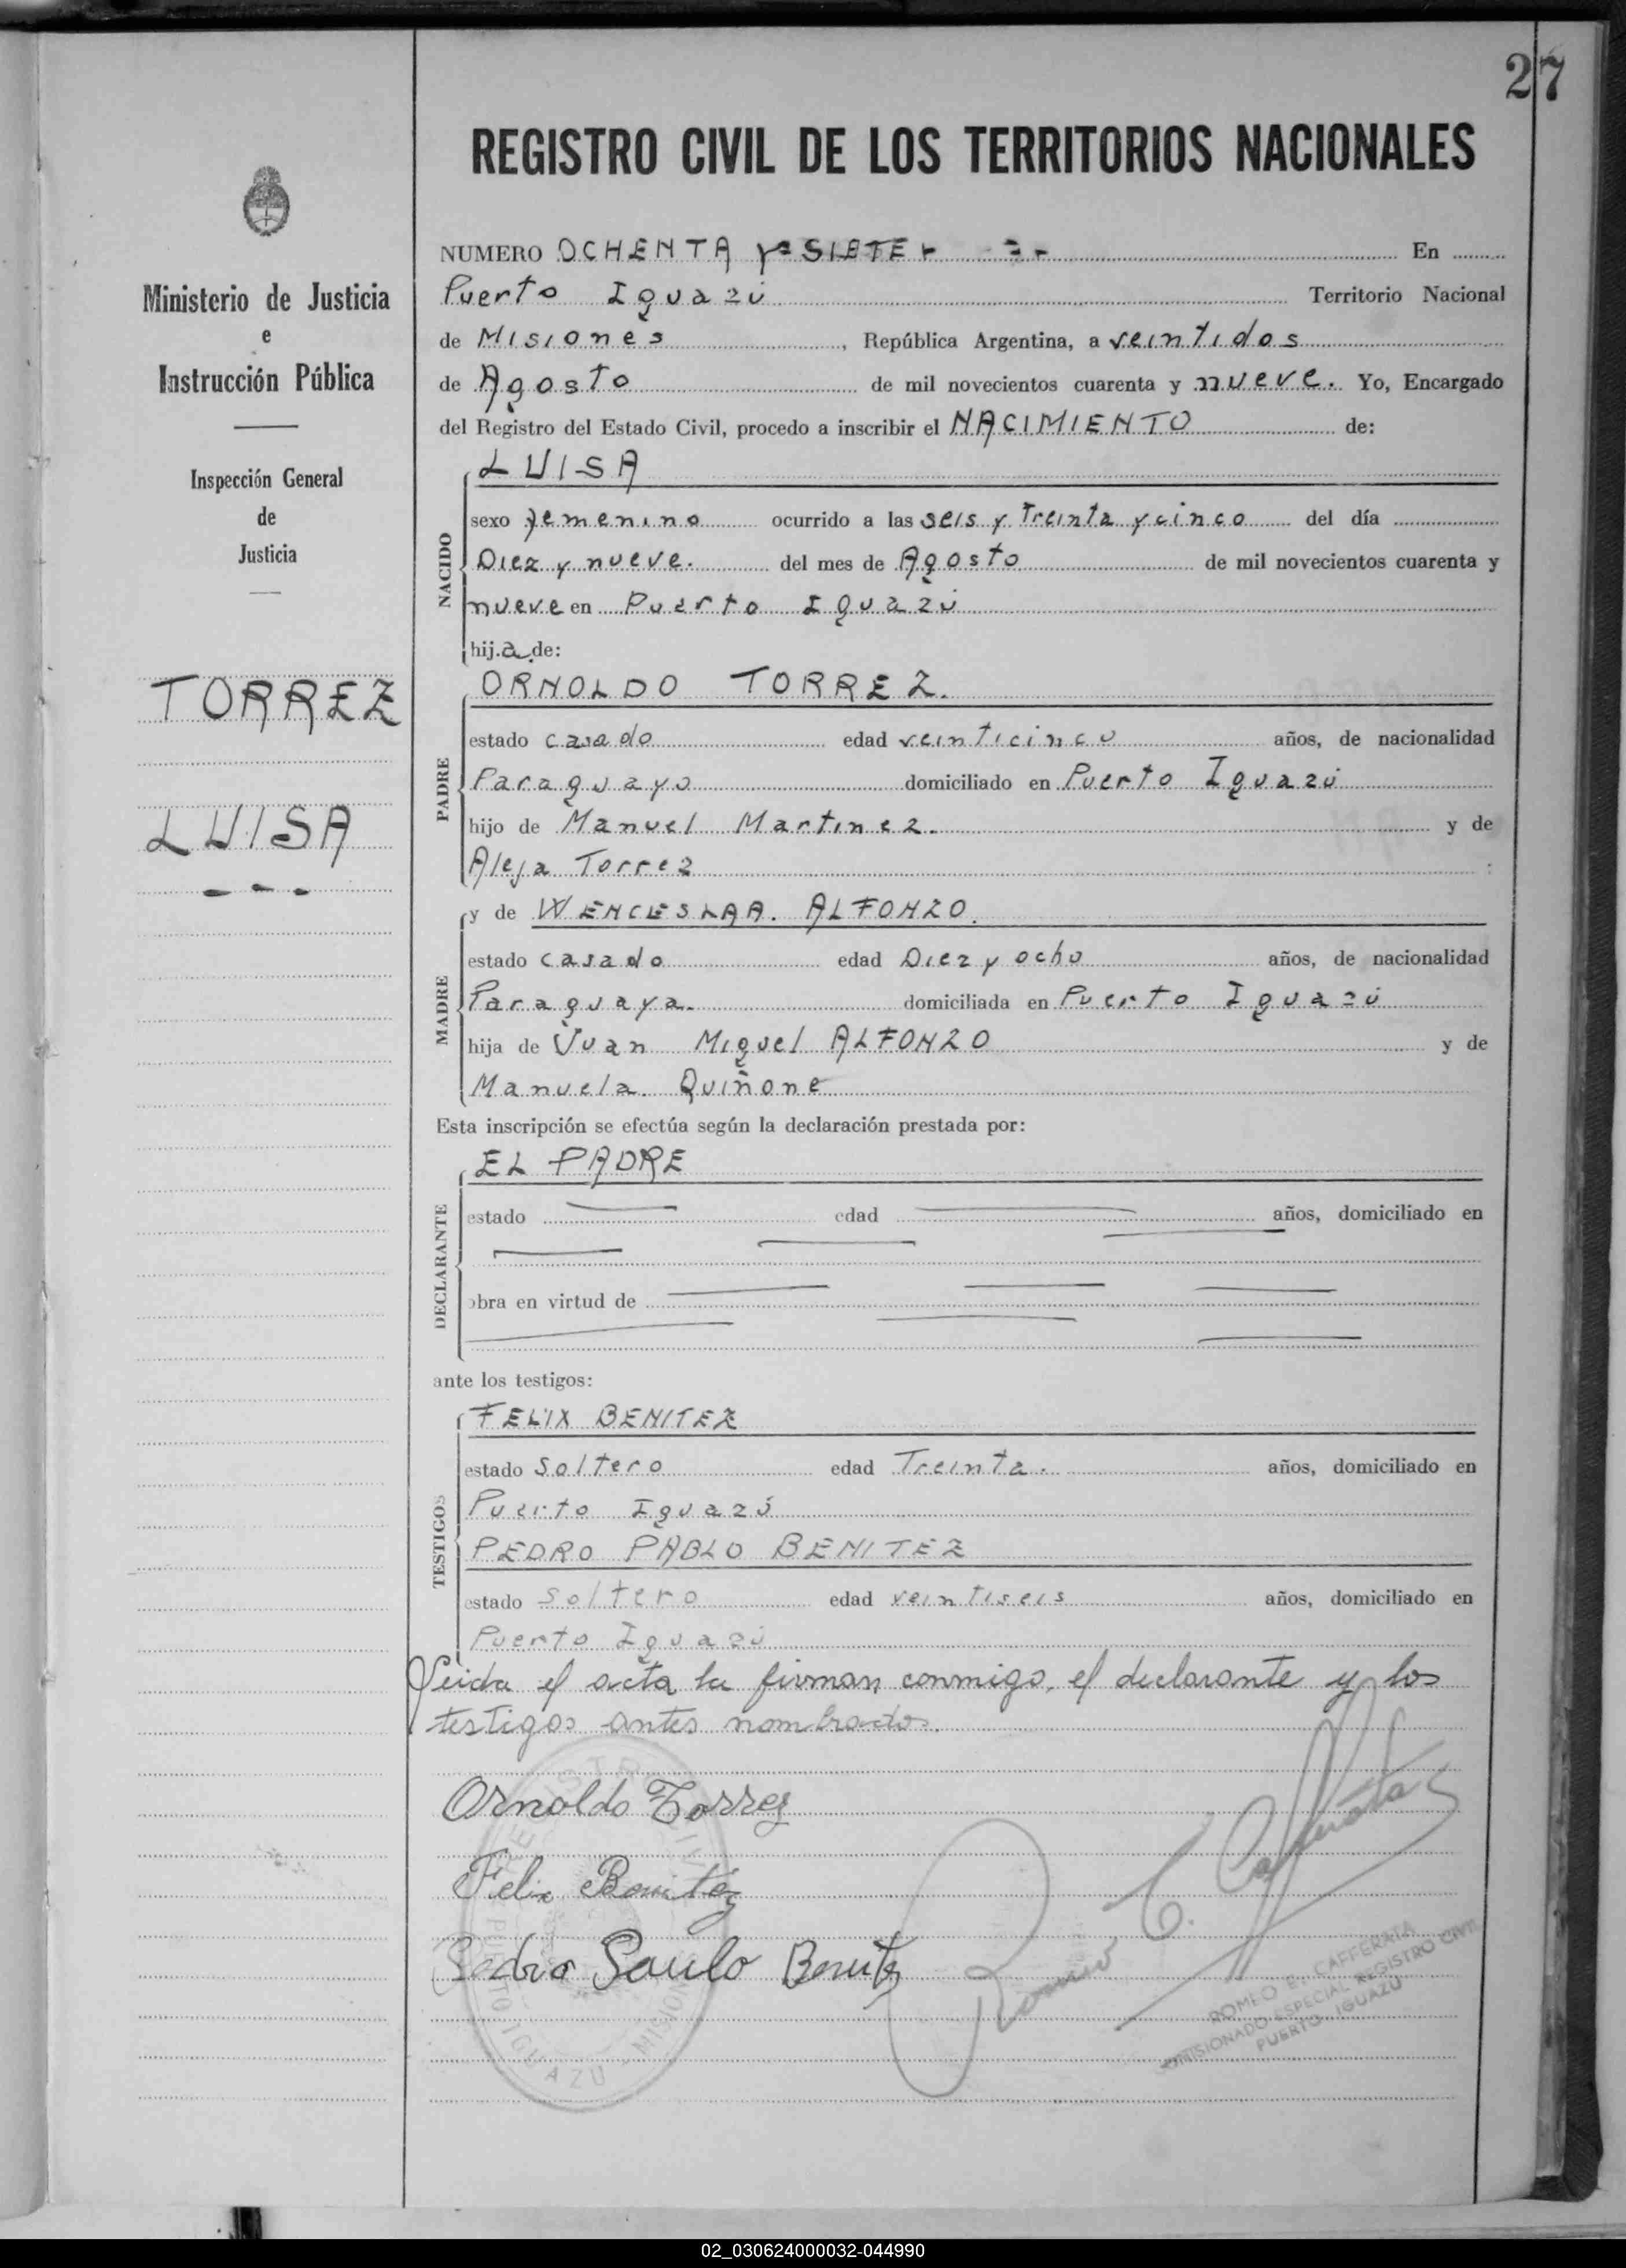 27
REGISTRO CIVIL DE LOS TERRITORIOS NACIONALES
Ministerio de Justicia
e
Instrucción Pública
Inspección General
de
Justicia
TORREZ
LUISA
NUMERO OCHENTA y SIETE En
Puerto Iguazú Territorio Nacional
de Misiones, República Argentina, a veintidos
de Agosto de mil novecientos cuarenta y nueve. Yo, Encargado
del Registro del Estado Civil, procedo a inscribir el NACIMIENTO de:
NACIDO
LUISA
sexo femenino ocurrido a las seis y Treinta y cinco del día
Diez y nueve. del mes de Agosto de mil novecientos cuarenta y
nueve en Puerto Iguazú
hija de:
PADRE
ORNOLDO TORREZ.
estado casado edad veinticinco años, de nacionalidad
Paraguayo domiciliado en Puerto Iguazú
hijo de Manuel Martinez. y de
Aleja Torrez
MADRE
y de WENCESLAA. ALFONZO.
estado casado edad Diez y ocho años, de nacionalidad
Paraguaya. domiciliada en Puerto Iguazú
hija de Juan Miguel ALFONZO y de
Manuela Quiñone
Esta inscripción se efectúa según la declaración prestada por:
DECLARANTE
EL PADRE
estado edad años, domiciliado en
obra en virtud de
ante los testigos:
TESTIGOS
FELIX BENITEZ
estado soltero edad Treinta. años, domiciliado en
Puerto Iguazú
PEDRO PABLO BENITEZ
estado soltero edad veintiseis años, domiciliado en
Puerto Iguazú
Leida el acta la firman conmigo, el declarante y los
testigos antes nombrados.
Ornoldo Torrez
Felix Benitez
Pedro Paulo Benitez
Romeo E. Cafferata
REGISTRO CIVIL
PUERTO IGUAZU - MISIONES
ROMEO E. CAFFERATA
COMISIONADO ESPECIAL REGISTRO CIVIL
PUERTO IGUAZU
02_030624000032-044990